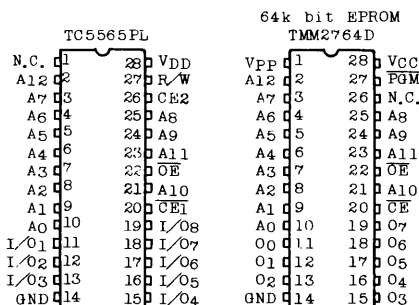 64k bit EPROM
TC5565PL TMM2764D
N.C. 1 28 VDD VPP 1 28 VCC
A12 2 27 R/W A12 2 27 PGM
A7 3 26 CE2 A7 3 26 N.C.
A6 4 25 A8 A6 4 25 A8
A5 5 24 A9 A5 5 24 A9
A4 6 23 A11 A4 6 23 A11
A3 7 22 OE A3 7 22 OE
A2 8 21 A10 A2 8 21 A10
A1 9 20 CE1 A1 9 20 CE
A0 10 19 I/O8 A0 10 19 O7
I/O1 11 18 I/O7 O0 11 18 O6
I/O2 12 17 I/O6 O1 12 17 O5
I/O3 13 16 I/O5 O2 13 16 O4
GND 14 15 I/O4 GND 14 15 O3